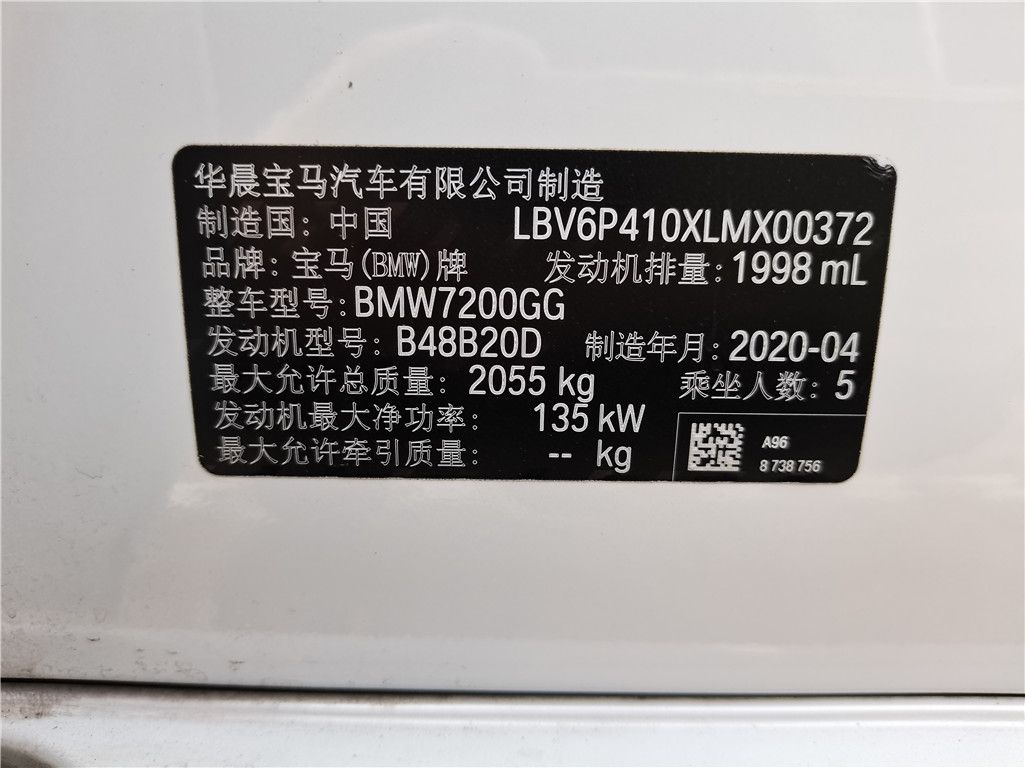 华晨宝马汽车有限公司制造
制造国: 中国 LBV6P410XLMX00372
品牌: 宝马(BMW)牌 发动机排量: 1998 mL
整车型号: BMW7200GG
发动机型号: B48B20D 制造年月: 2020-04
最大允许总质量: 2055 kg 乘坐人数: 5
发动机最大净功率: 135 kW
最大允许牵引质量: -- kg
A96
8 738 756